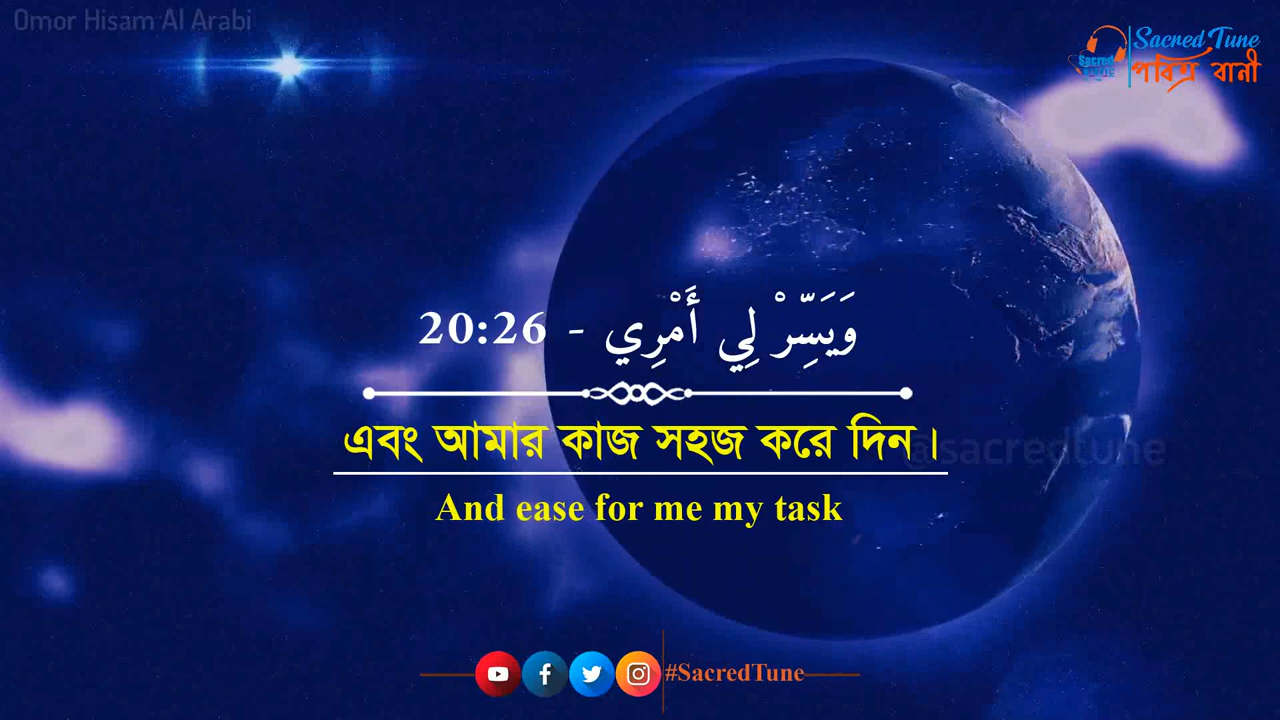 Omor Hisam Al Arabi
Sacred Tune
পবিত্র বানী
وَيَسِّرْ لِي أَمْرِي - 20:26
এবং আমার কাজ সহজ করে দিন।
@sacredtune
And ease for me my task
#SacredTune